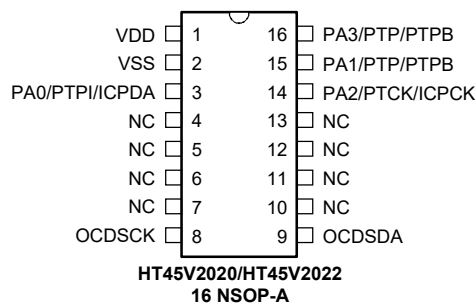 VDD 1 16 PA3/PTP/PTPB
VSS 2 15 PA1/PTP/PTPB
PA0/PTPI/ICPDA 3 14 PA2/PTCK/ICPCK
NC 4 13 NC
NC 5 12 NC
NC 6 11 NC
NC 7 10 NC
OCDSCK 8 9 OCDSDA
HT45V2020/HT45V2022
16 NSOP-A